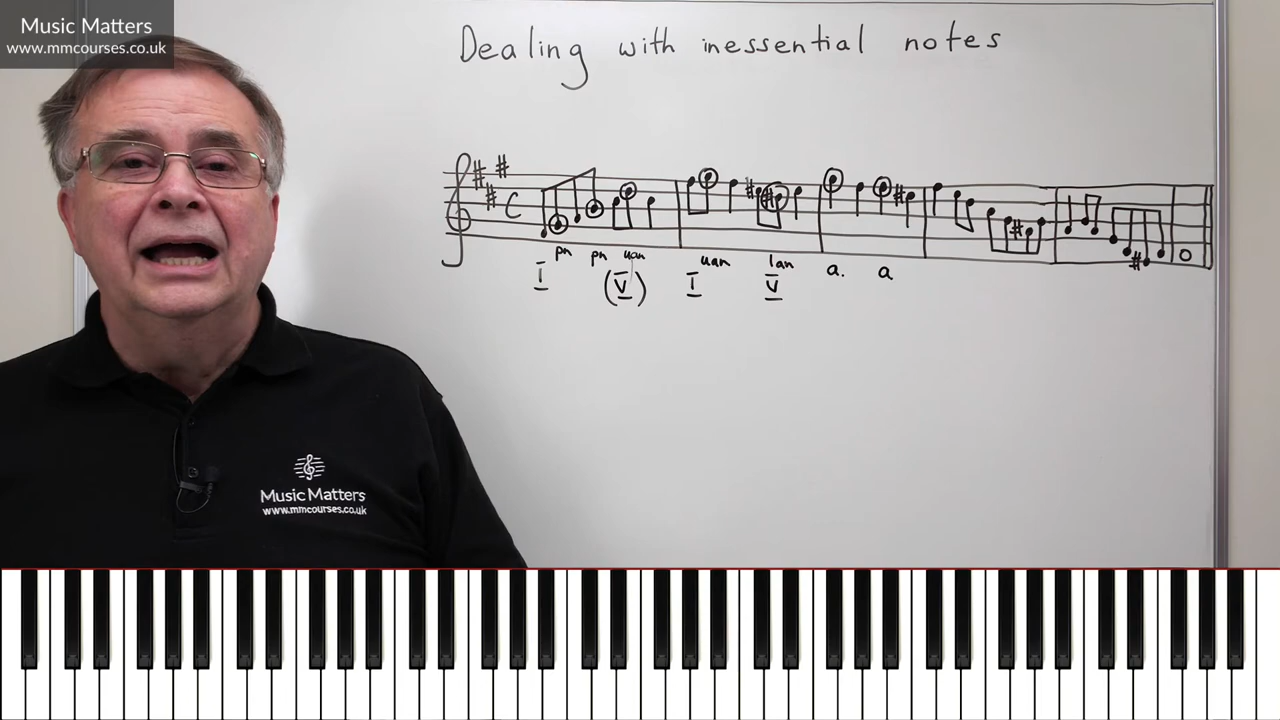 Music Matters
www.mmcourses.co.uk
Dealing with inessential notes
pn pn uan uan lan a. a
I (V) I V
Music Matters
www.mmcourses.co.uk